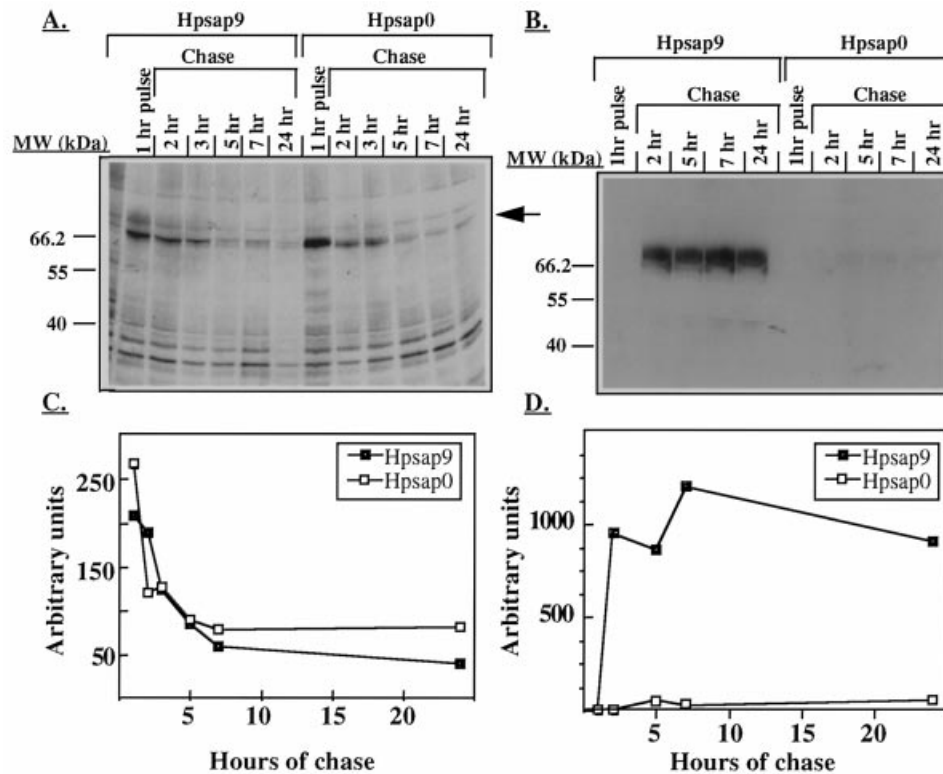 A.
Hpsap9 Hpsap0
Chase Chase
1 hr pulse 2 hr 3 hr 5 hr 7 hr 24 hr 1 hr pulse 2 hr 3 hr 5 hr 7 hr 24 hr
MW (kDa)
66.2
55
40
B.
Hpsap9 Hpsap0
Chase Chase
1hr pulse 2 hr 5 hr 7 hr 24 hr 1hr pulse 2 hr 5 hr 7 hr 24 hr
MW (kDa)
66.2
55
40
C.
Hpsap9
Hpsap0
Arbitrary units
250
150
50
5 10 15 20
Hours of chase
D.
Hpsap9
Hpsap0
Arbitrary units
1000
500
5 10 15 20
Hours of chase